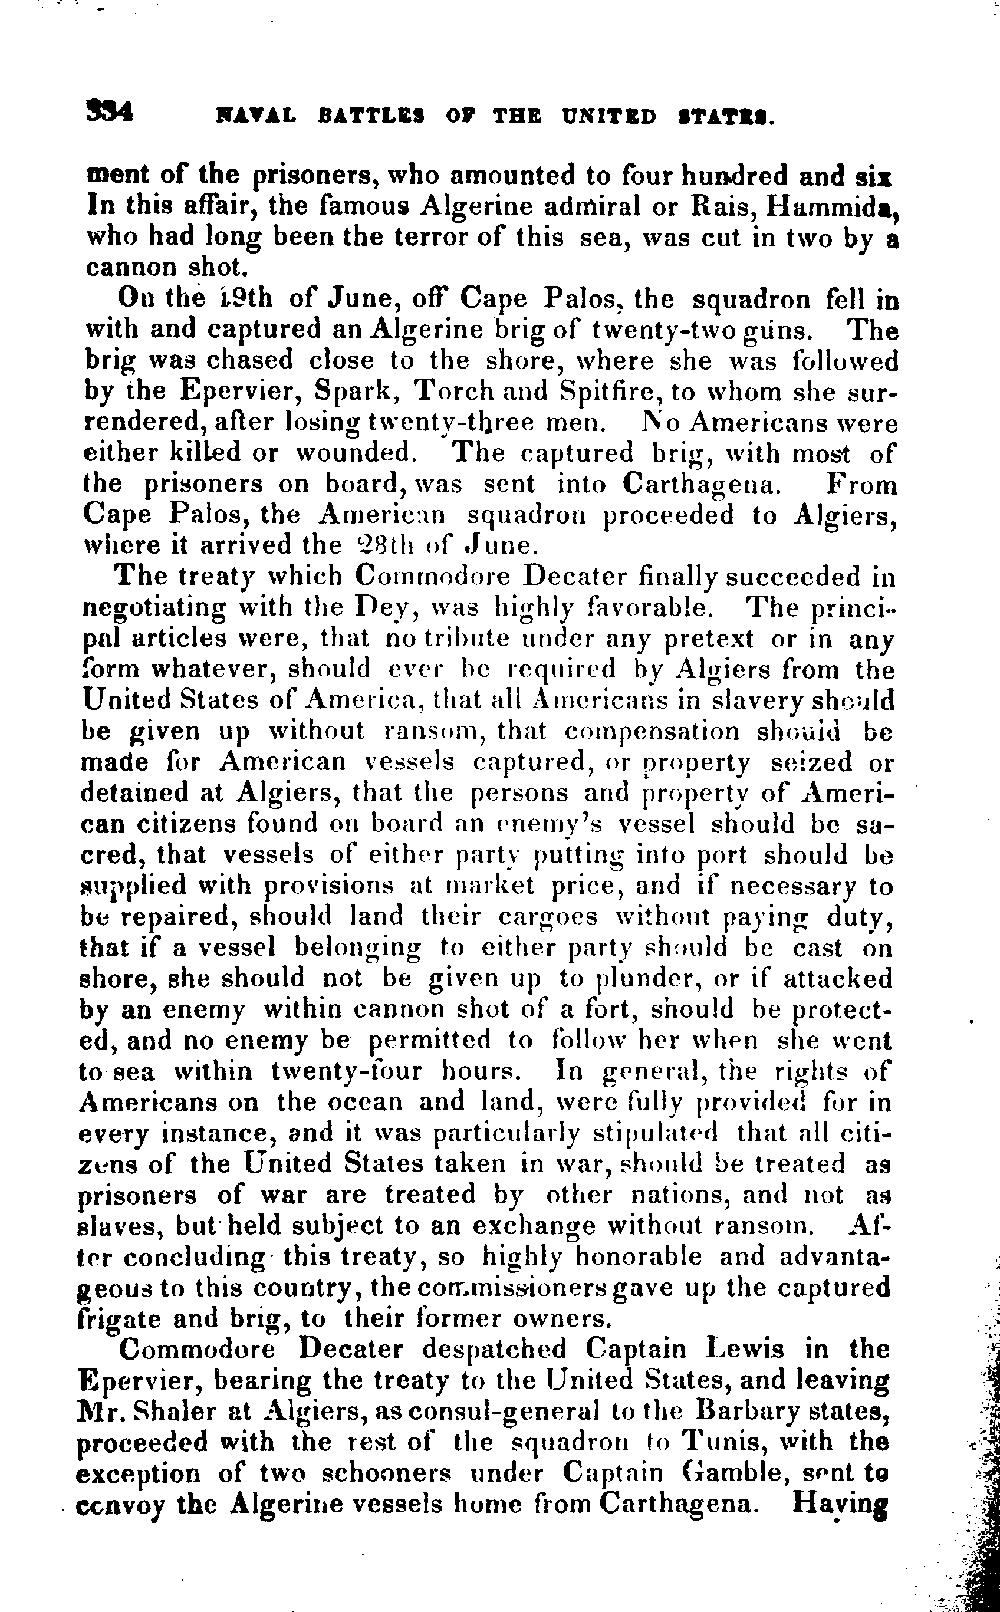 334 NAVAL BATTLES OF THE UNITED STATES.
ment of the prisoners, who amounted to four hundred and six
In this affair, the famous Algerine admiral or Rais, Hammida,
who had long been the terror of this sea, was cut in two by a
cannon shot.
On the 19th of June, off Cape Palos, the squadron fell in
with and captured an Algerine brig of twenty-two guns. The
brig was chased close to the shore, where she was followed
by the Epervier, Spark, Torch and Spitfire, to whom she sur-
rendered, after losing twenty-three men. No Americans were
either killed or wounded. The captured brig, with most of
the prisoners on board, was sent into Carthagena. From
Cape Palos, the American squadron proceeded to Algiers,
where it arrived the 28th of June.
The treaty which Commodore Decater finally succeeded in
negotiating with the Dey, was highly favorable. The princi-
pal articles were, that no tribute under any pretext or in any
form whatever, should ever be required by Algiers from the
United States of America, that all Americans in slavery should
be given up without ransom, that compensation should be
made for American vessels captured, or property seized or
detained at Algiers, that the persons and property of Ameri-
can citizens found on board an enemy's vessel should be sa-
cred, that vessels of either party putting into port should be
supplied with provisions at market price, and if necessary to
be repaired, should land their cargoes without paying duty,
that if a vessel belonging to either party should be cast on
shore, she should not be given up to plunder, or if attacked
by an enemy within cannon shot of a fort, should be protect-
ed, and no enemy be permitted to follow her when she went
to sea within twenty-four hours. In general, the rights of
Americans on the ocean and land, were fully provided for in
every instance, and it was particularly stipulated that all citi-
zens of the United States taken in war, should be treated as
prisoners of war are treated by other nations, and not as
slaves, but held subject to an exchange without ransom. Af-
ter concluding this treaty, so highly honorable and advanta-
geous to this country, the commissioners gave up the captured
frigate and brig, to their former owners.
Commodore Decater despatched Captain Lewis in the
Epervier, bearing the treaty to the United States, and leaving
Mr. Shaler at Algiers, as consul-general to the Barbary states,
proceeded with the rest of the squadron to Tunis, with the
exception of two schooners under Captain Gamble, sent to
convoy the Algerine vessels home from Carthagena. Having